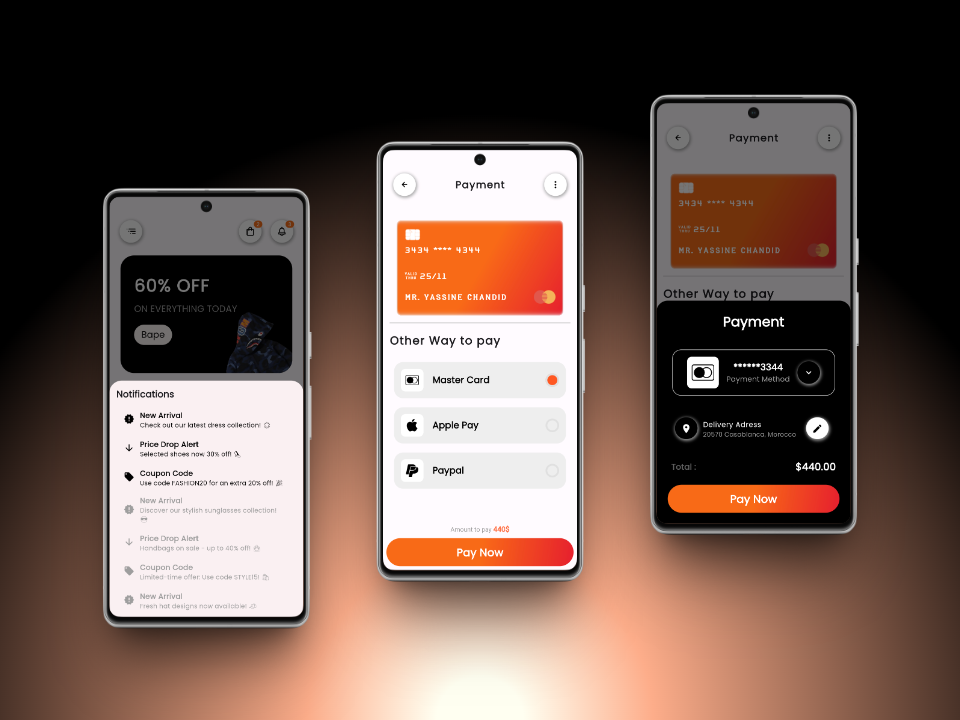 60% OFF
ON EVERYTHING TODAY
Bape
Notifications
New Arrival
Check out our latest dress collection!
Price Drop Alert
Selected shoes now 30% off!
Coupon Code
Use code FASHION20 for an extra 20% off!
New Arrival
Discover our stylish sunglasses collection!
Price Drop Alert
Handbags on sale - up to 40% off!
Coupon Code
Limited-time offer: Use code STYLE15!
New Arrival
Fresh hat designs now available!
Payment
3434 **** 4344
VALID
THRU 25/11
MR. YASSINE CHANDID
Other Way to pay
Master Card
Apple Pay
Paypal
Amount to pay 440$
Pay Now
Payment
3434 **** 4344
VALID
THRU 25/11
MR. YASSINE CHANDID
Other Way to pay
Payment
******3344
Payment Method
Delivery Adress
20570 Casablanca, Morocco
Total :
$440.00
Pay Now